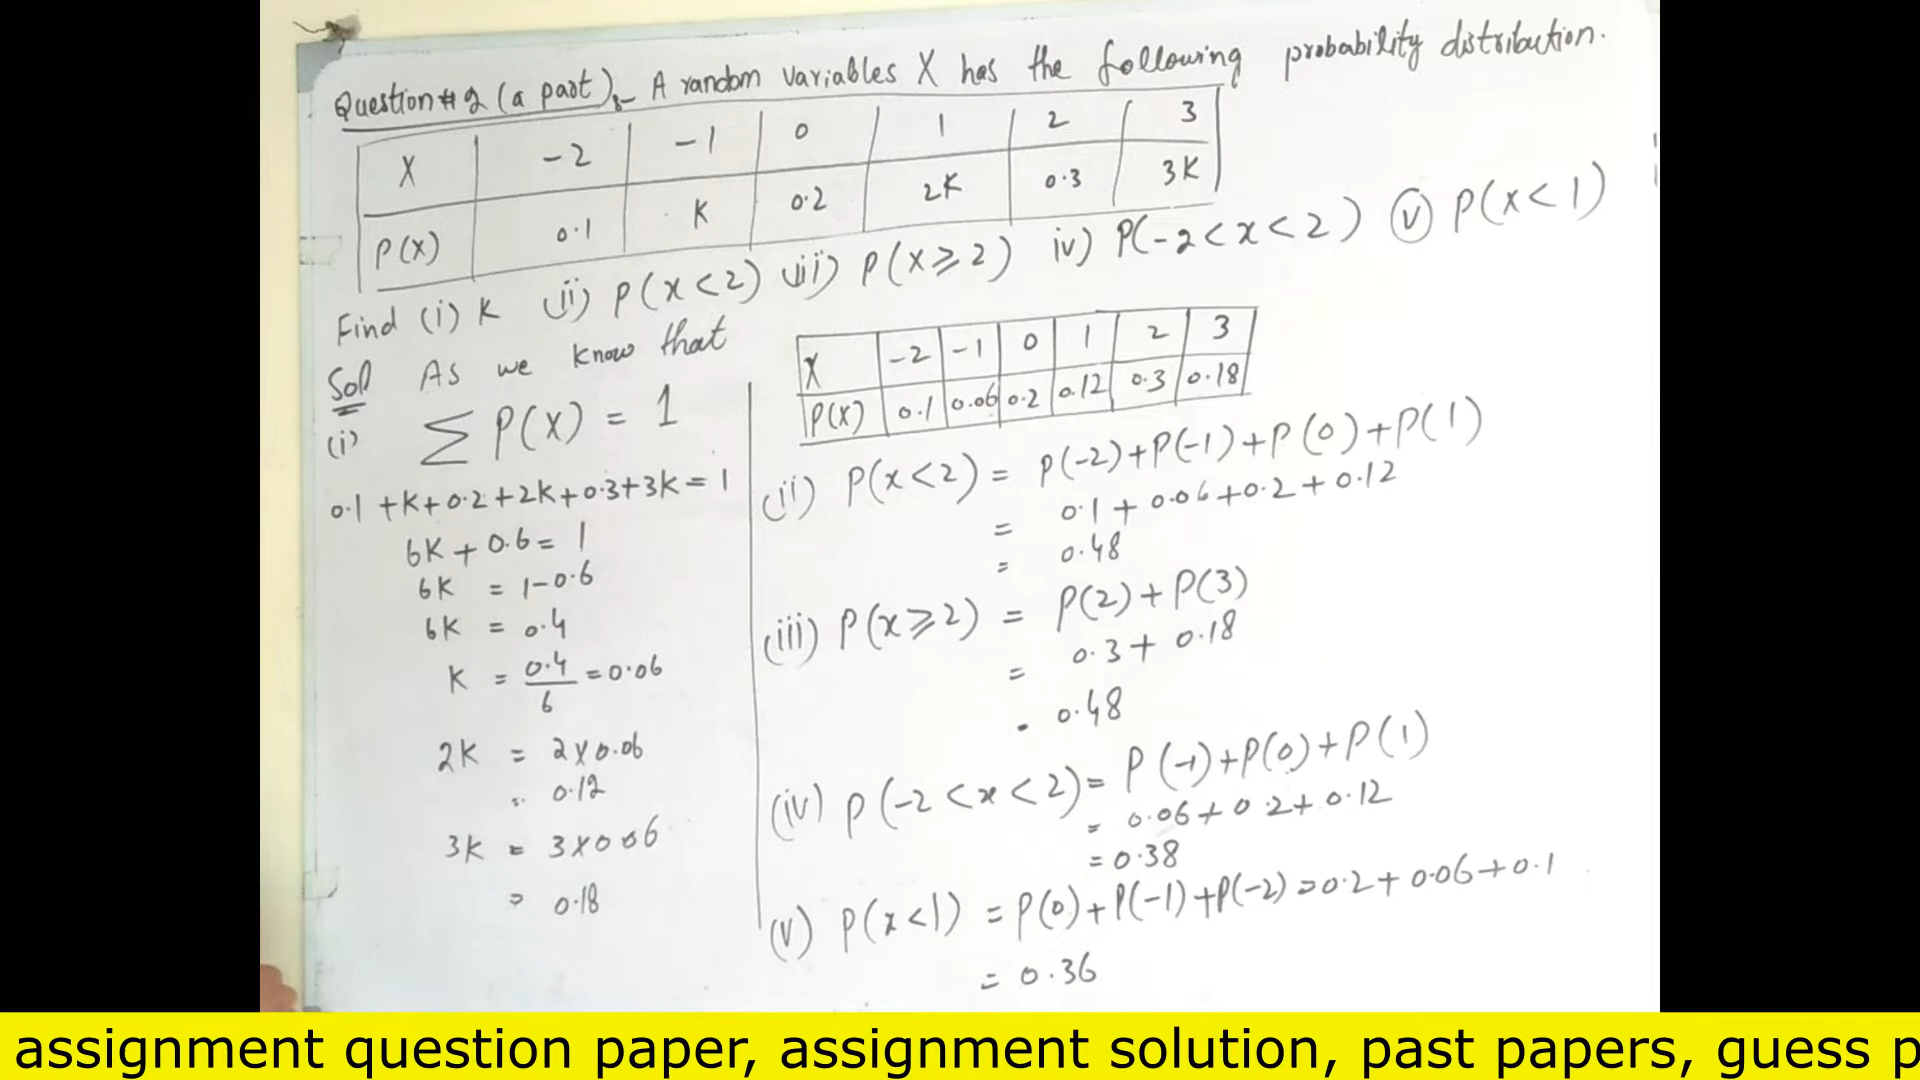 Question # 2 (a part):- A random variables X has the following probability distribution.
X -2 -1 0 1 2 3
P(X) 0.1 K 0.2 2K 0.3 3K
Find (i) K (ii) P(x<2) (iii) P(X⩾2) iv) P(-2<x<2) (v) P(x<1)
Sol As we know that
(i) ∑ P(X) = 1
0.1 +K+0.2+2K+0.3+3K=1
6K+0.6=1
6K = 1-0.6
6K = 0.4
K = 0.4/6 = 0.06
2K = 2×0.06
= 0.12
3K = 3×0.06
= 0.18
X -2 -1 0 1 2 3
P(X) 0.1 0.06 0.2 0.12 0.3 0.18
(ii) P(x<2) = P(-2)+P(-1)+P(0)+P(1)
= 0.1+0.06+0.2+0.12
= 0.48
(iii) P(x⩾2) = P(2)+P(3)
= 0.3+0.18
= 0.48
(iv) P(-2<x<2)= P(-1)+P(0)+P(1)
= 0.06+0.2+0.12
=0.38
(v) P(x<1) = P(0)+P(-1)+P(-2)=0.2+0.06+0.1
= 0.36
assignment question paper, assignment solution, past papers, guess p